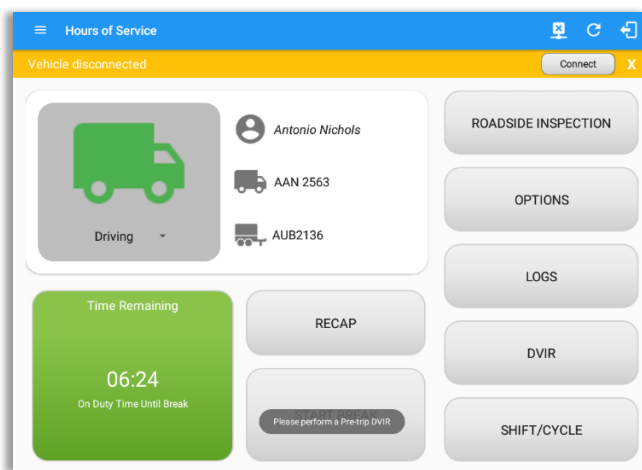 Hours of Service
Vehicle disconnected
Connect
X
Driving
Antonio Nichols
AAN 2563
AUB2136
ROADSIDE INSPECTION
OPTIONS
LOGS
DVIR
SHIFT/CYCLE
Time Remaining
06:24
On Duty Time Until Break
RECAP
START BREAK
Please perform a Pre-trip DVIR